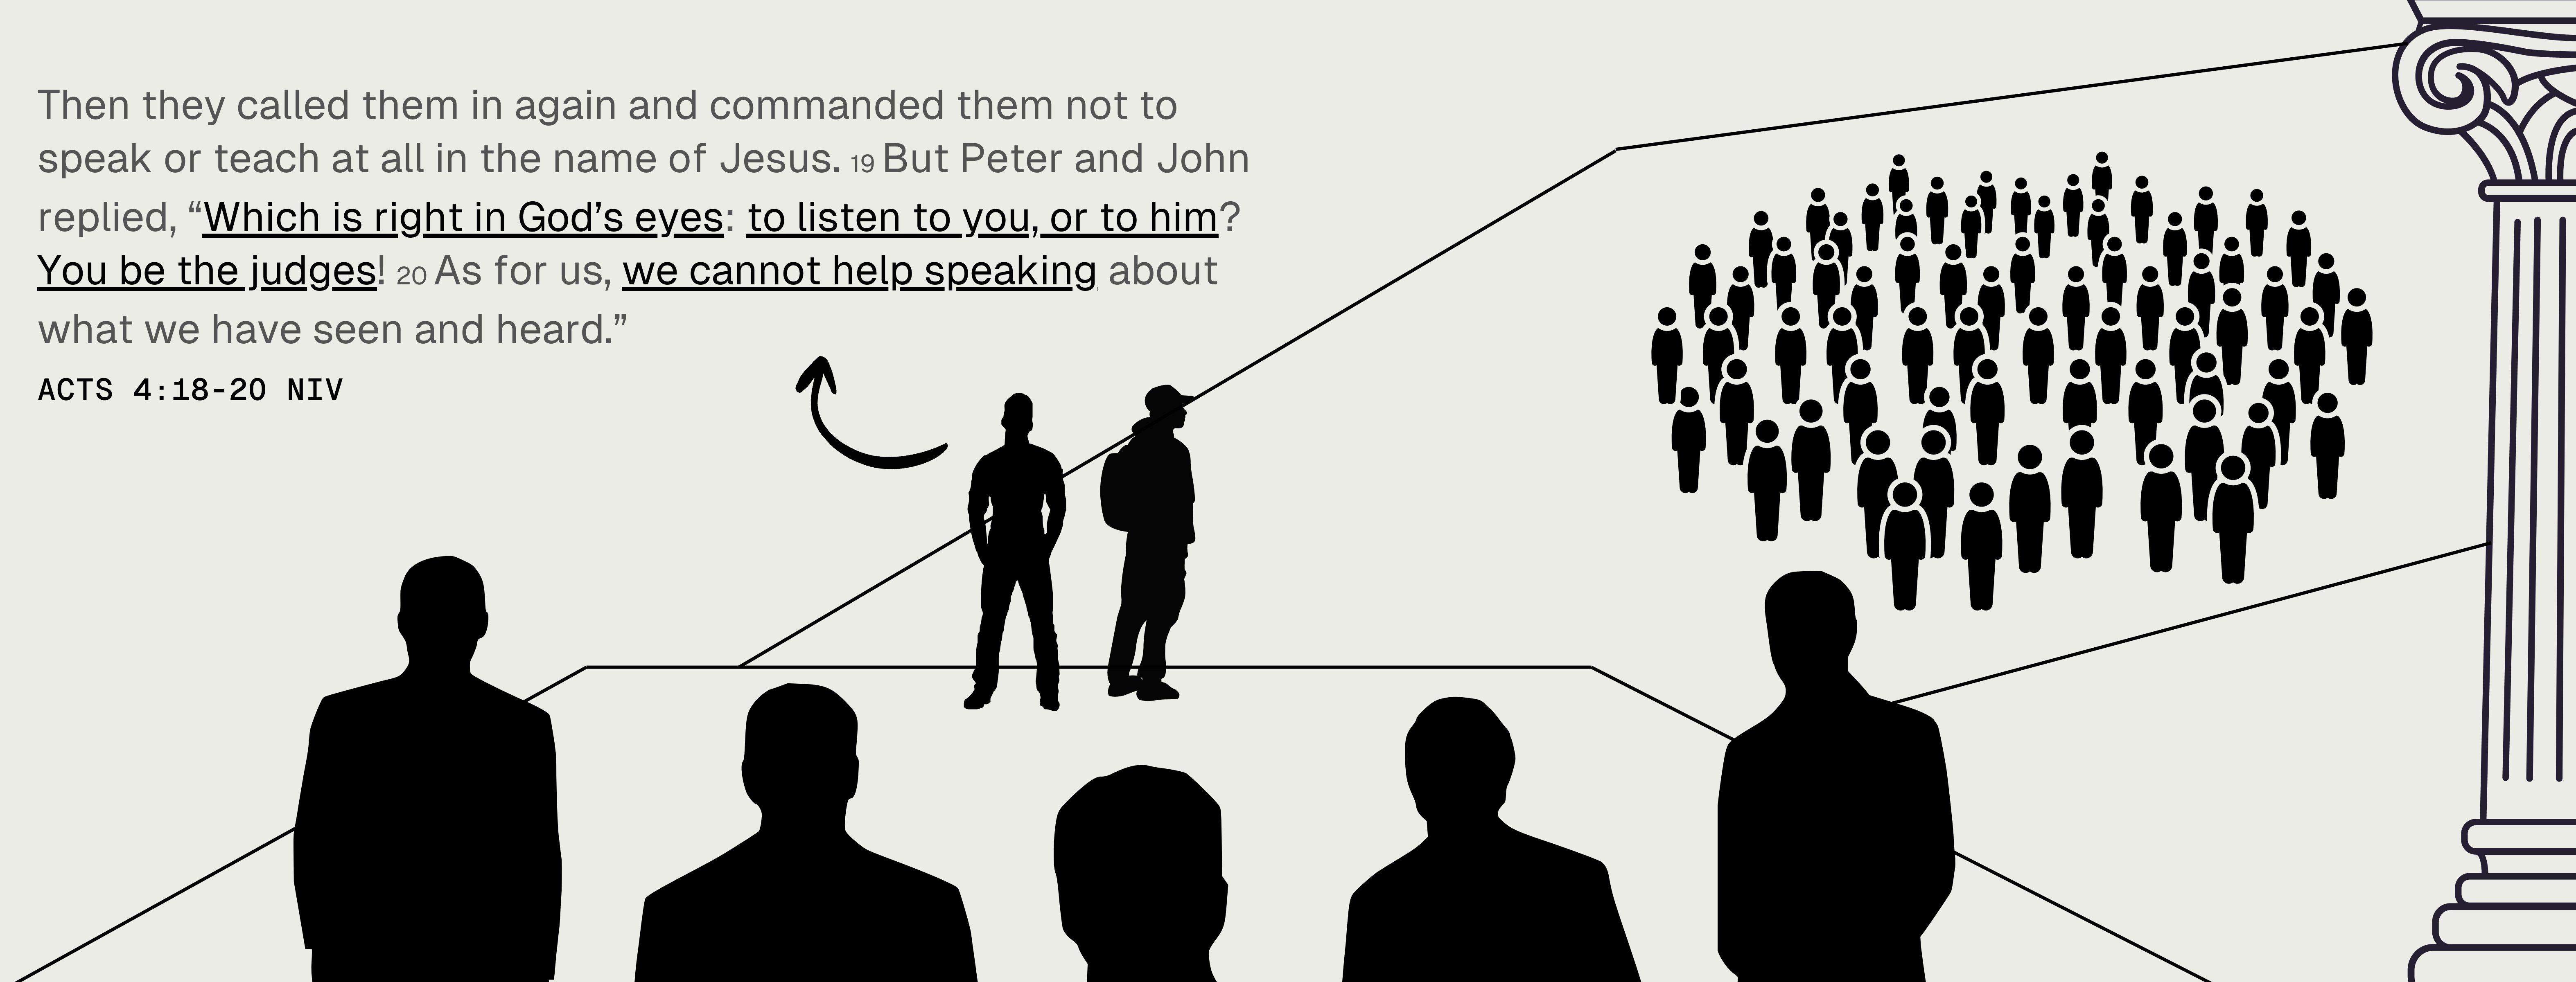 Then they called them in again and commanded them not to
speak or teach at all in the name of Jesus. 19 But Peter and John
replied, “Which is right in God’s eyes: to listen to you, or to him?
You be the judges! 20 As for us, we cannot help speaking about
what we have seen and heard.”
ACTS 4:18-20 NIV